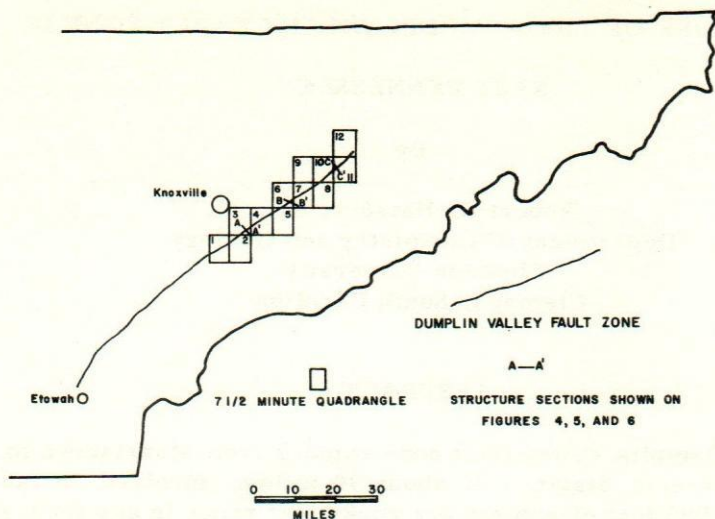 12
9 10 C C' 11
Knoxville
6 7 8
B B'
3 4 5
A A'
1 2
DUMPLIN VALLEY FAULT ZONE
Etowah
7 1/2 MINUTE QUADRANGLE
A—A'
STRUCTURE SECTIONS SHOWN ON
FIGURES 4, 5, AND 6
0 10 20 30
MILES